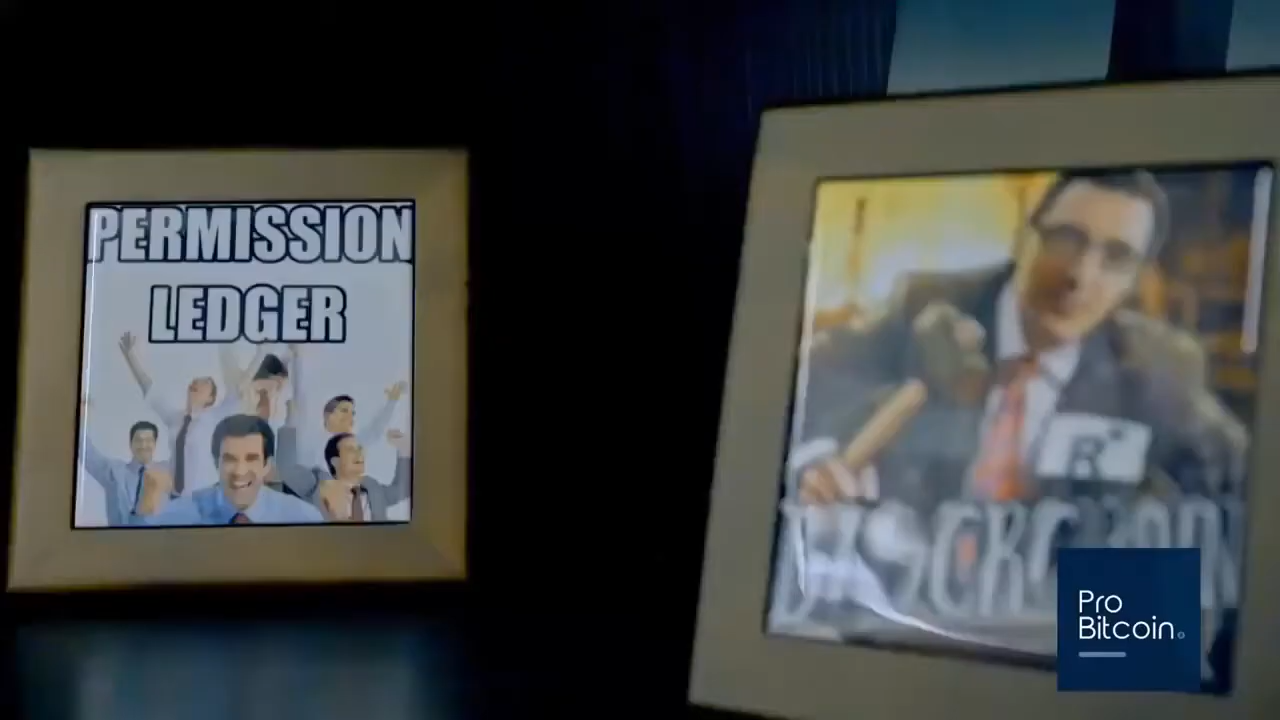 PERMISSION
LEDGER
R
Pro
Bitcoin